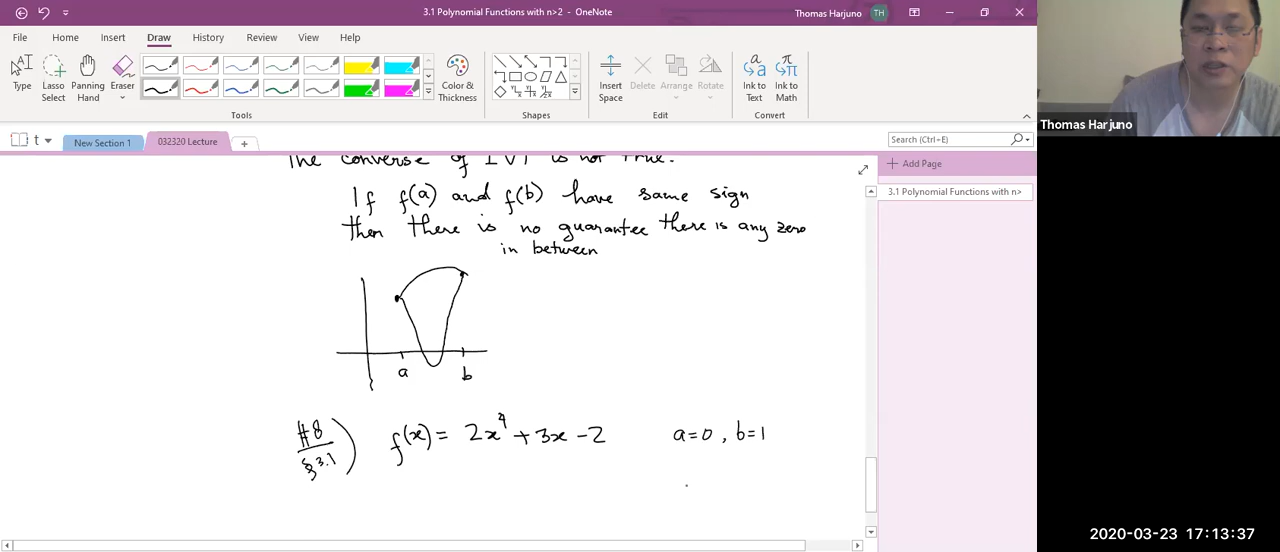 3.1 Polynomial Functions with n>2 - OneNote
Thomas Harjuno
TH
File Home Insert Draw History Review View Help
Type
Lasso Select
Panning Hand
Eraser
Color & Thickness
Insert Space
Delete
Arrange
Rotate
Ink to Text
Ink to Math
Tools
Shapes
Edit
Convert
t
New Section 1
032320 Lecture
Search (Ctrl+E)
Add Page
3.1 Polynomial Functions with n>
Thomas Harjuno
The converse of IVT is not true.
If f(a) and f(b) have same sign
then there is no guarantee there is any zero
in between
a
b
#8
§3.1
f(x) = 2x⁴ + 3x - 2
a=0, b=1
2020-03-23 17:13:37